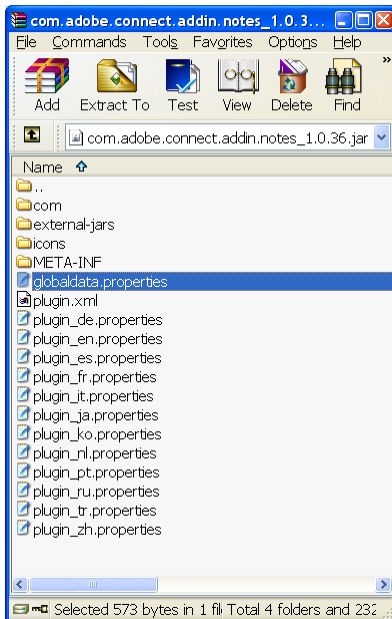 com.adobe.connect.addin.notes_1.0.3...
File Commands Tools Favorites Options Help
Add Extract To Test View Delete Find »
com.adobe.connect.addin.notes_1.0.36.jar
Name
..
com
external-jars
icons
META-INF
globaldata.properties
plugin.xml
plugin_de.properties
plugin_en.properties
plugin_es.properties
plugin_fr.properties
plugin_it.properties
plugin_ja.properties
plugin_ko.properties
plugin_nl.properties
plugin_pt.properties
plugin_ru.properties
plugin_tr.properties
plugin_zh.properties
Selected 573 bytes in 1 fil Total 4 folders and 232